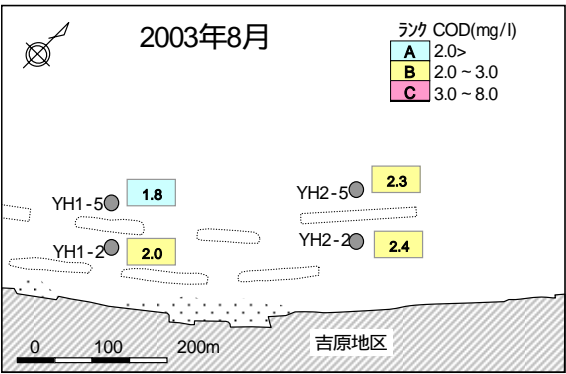 2003年8月
ランク COD(mg/l)
A 2.0>
B 2.0 ~ 3.0
C 3.0 ~ 8.0
YH1-5 1.8
YH2-5 2.3
YH1-2 2.0
YH2-2 2.4
吉原地区
0 100 200m